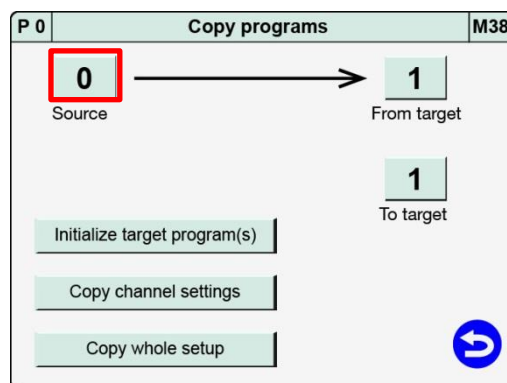 P 0 Copy programs M38
0 1
Source From target
1
To target
Initialize target program(s)
Copy channel settings
Copy whole setup